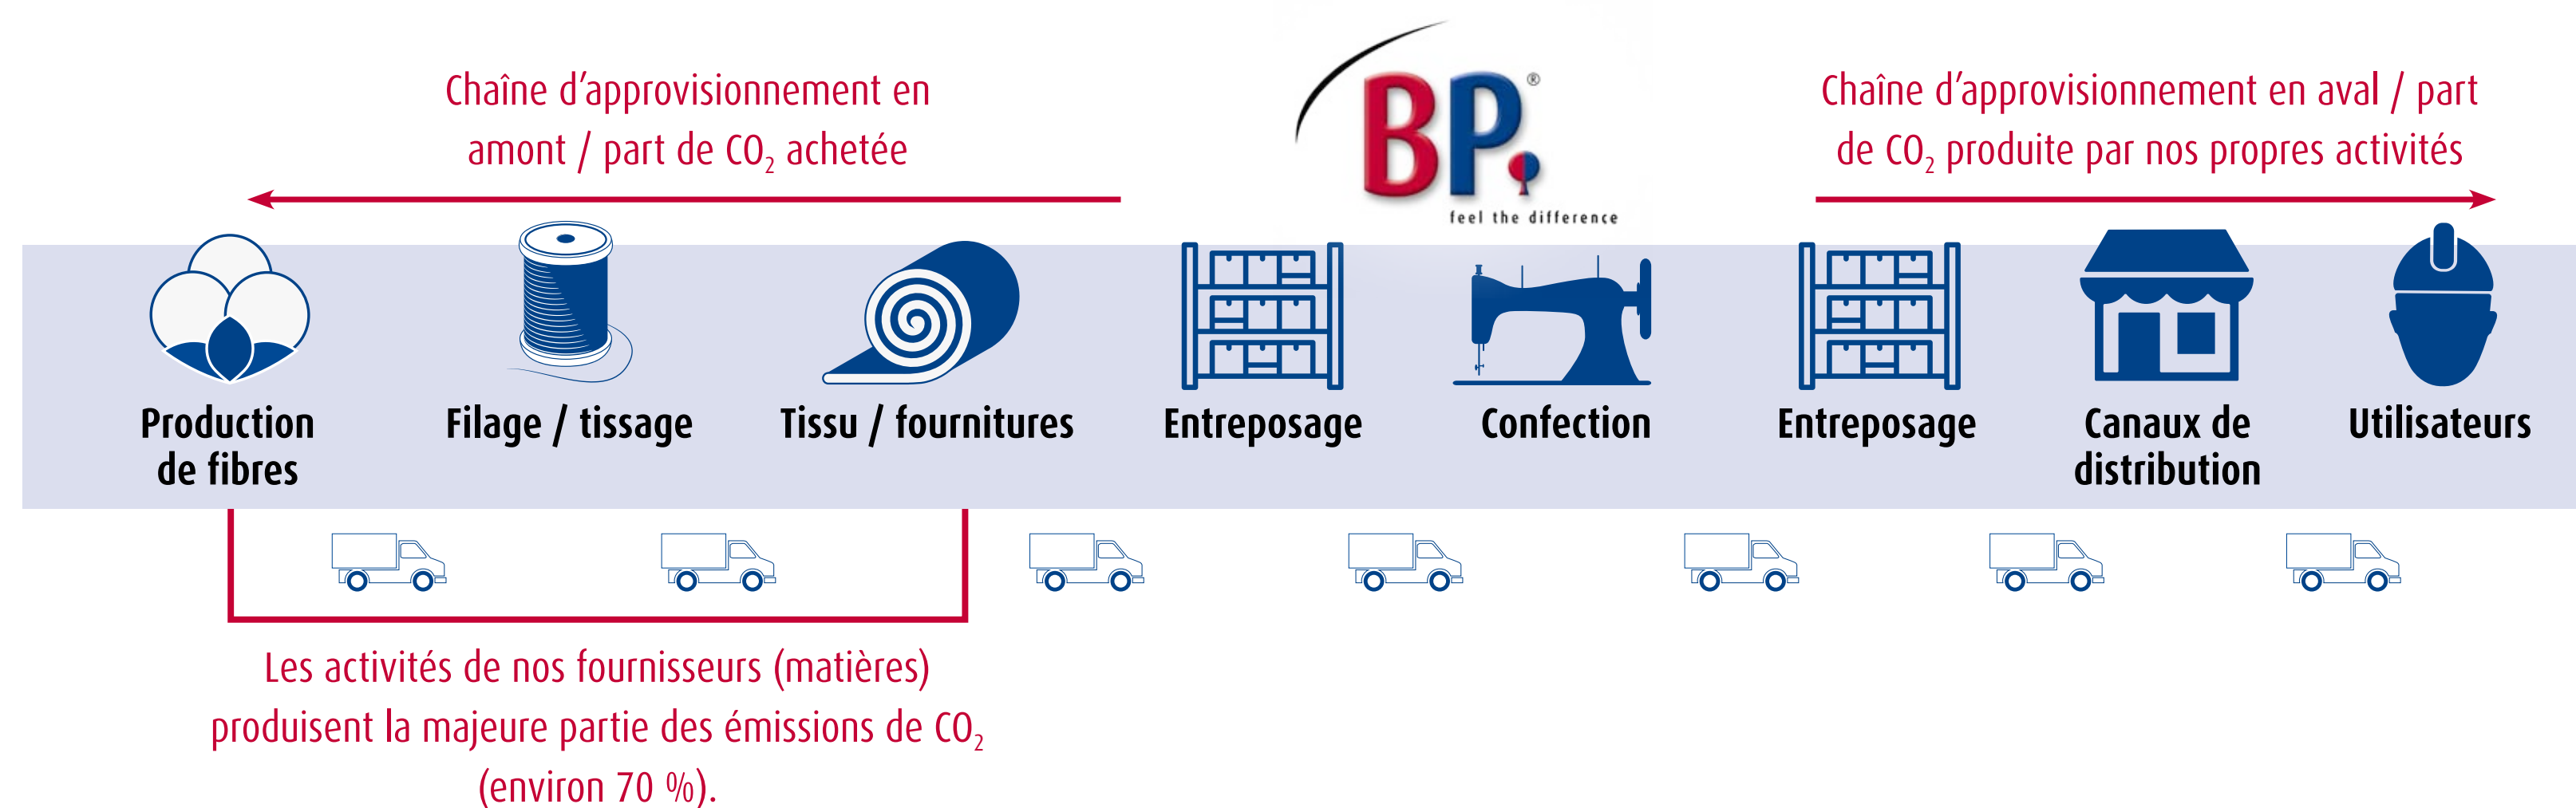 Chaîne d’approvisionnement en
amont / part de CO₂ achetée
BP®
feel the difference
Chaîne d’approvisionnement en aval / part
de CO₂ produite par nos propres activités
Production
de fibres
Filage / tissage
Tissu / fournitures
Entreposage
Confection
Entreposage
Canaux de
distribution
Utilisateurs
Les activités de nos fournisseurs (matières)
produisent la majeure partie des émissions de CO₂
(environ 70 %).